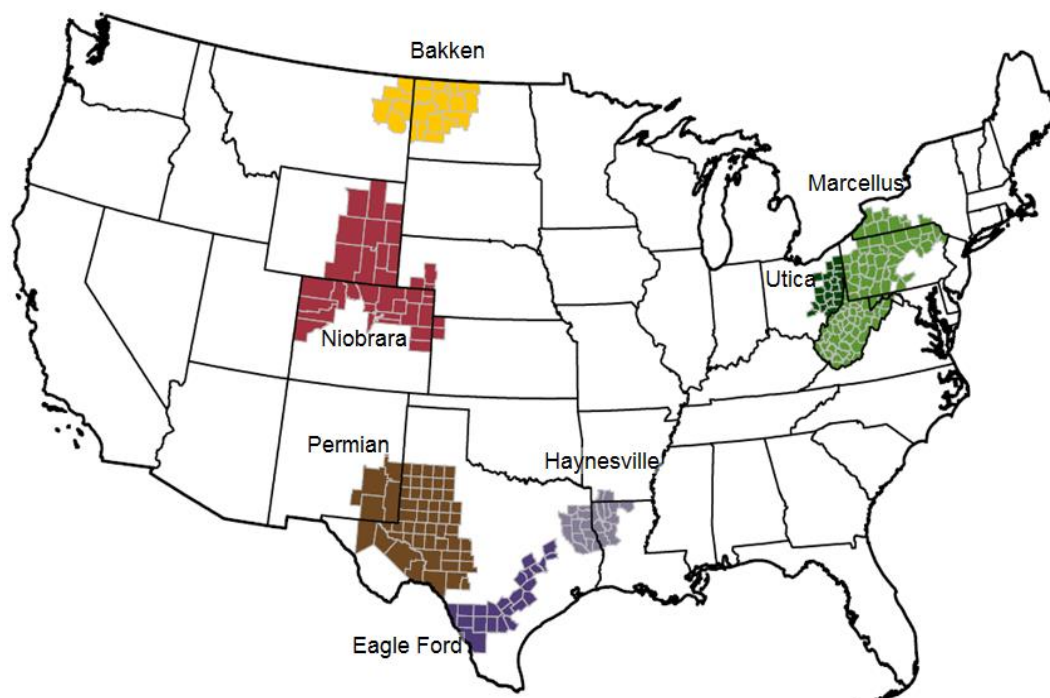 Bakken
Marcellus
Utica
Niobrara
Permian
Haynesville
Eagle Ford